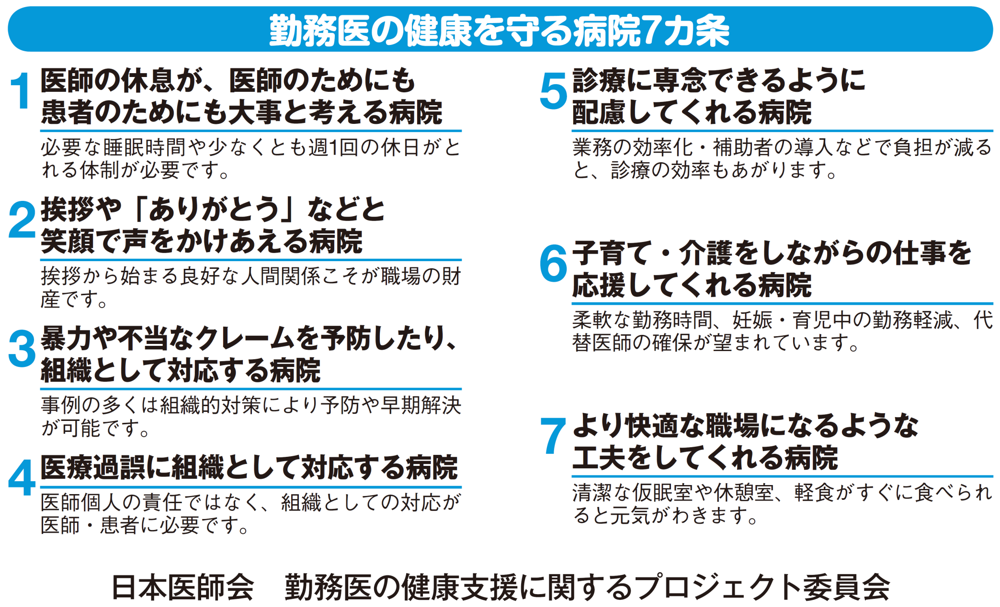 勤務医の健康を守る病院7カ条
1 医師の休息が、医師のためにも
患者のためにも大事と考える病院
必要な睡眠時間や少なくとも週1回の休日がと
れる体制が必要です。
2 挨拶や「ありがとう」などと
笑顔で声をかけあえる病院
挨拶から始まる良好な人間関係こそが職場の財
産です。
3 暴力や不当なクレームを予防したり、
組織として対応する病院
事例の多くは組織的対策により予防や早期解決
が可能です。
4 医療過誤に組織として対応する病院
医師個人の責任ではなく、組織としての対応が
医師・患者に必要です。
5 診療に専念できるように
配慮してくれる病院
業務の効率化・補助者の導入などで負担が減る
と、診療の効率もあがります。
6 子育て・介護をしながらの仕事を
応援してくれる病院
柔軟な勤務時間、妊娠・育児中の勤務軽減、代
替医師の確保が望まれています。
7 より快適な職場になるような
工夫をしてくれる病院
清潔な仮眠室や休憩室、軽食がすぐに食べられ
ると元気がわきます。
日本医師会　勤務医の健康支援に関するプロジェクト委員会